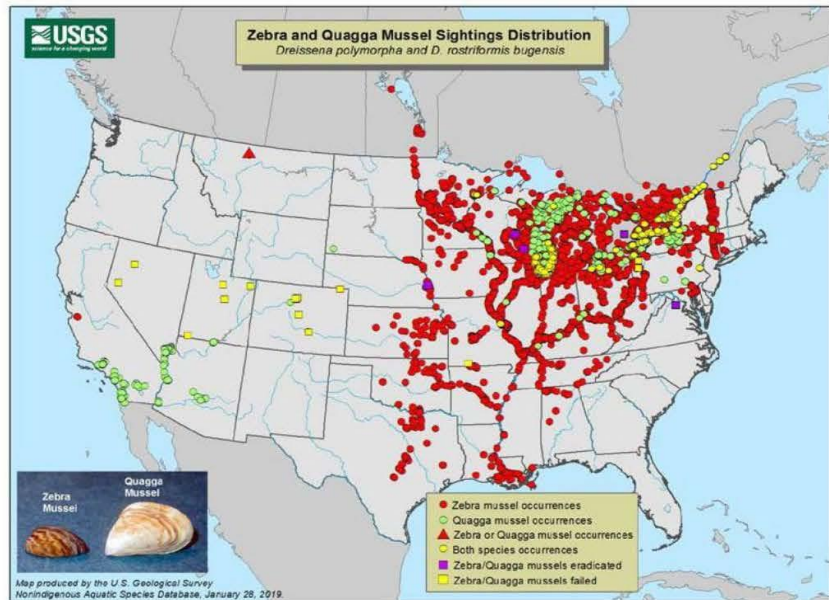 USGS
science for a changing world
Zebra and Quagga Mussel Sightings Distribution
Dreissena polymorpha and D. rostriformis bugensis
Zebra
Mussel
Quagga
Mussel
Zebra mussel occurrences
Quagga mussel occurrences
Zebra or Quagga mussel occurrences
Both species occurrences
Zebra/Quagga mussels eradicated
Zebra/Quagga mussels failed
Map produced by the U.S. Geological Survey
Nonindigenous Aquatic Species Database, January 28, 2019.